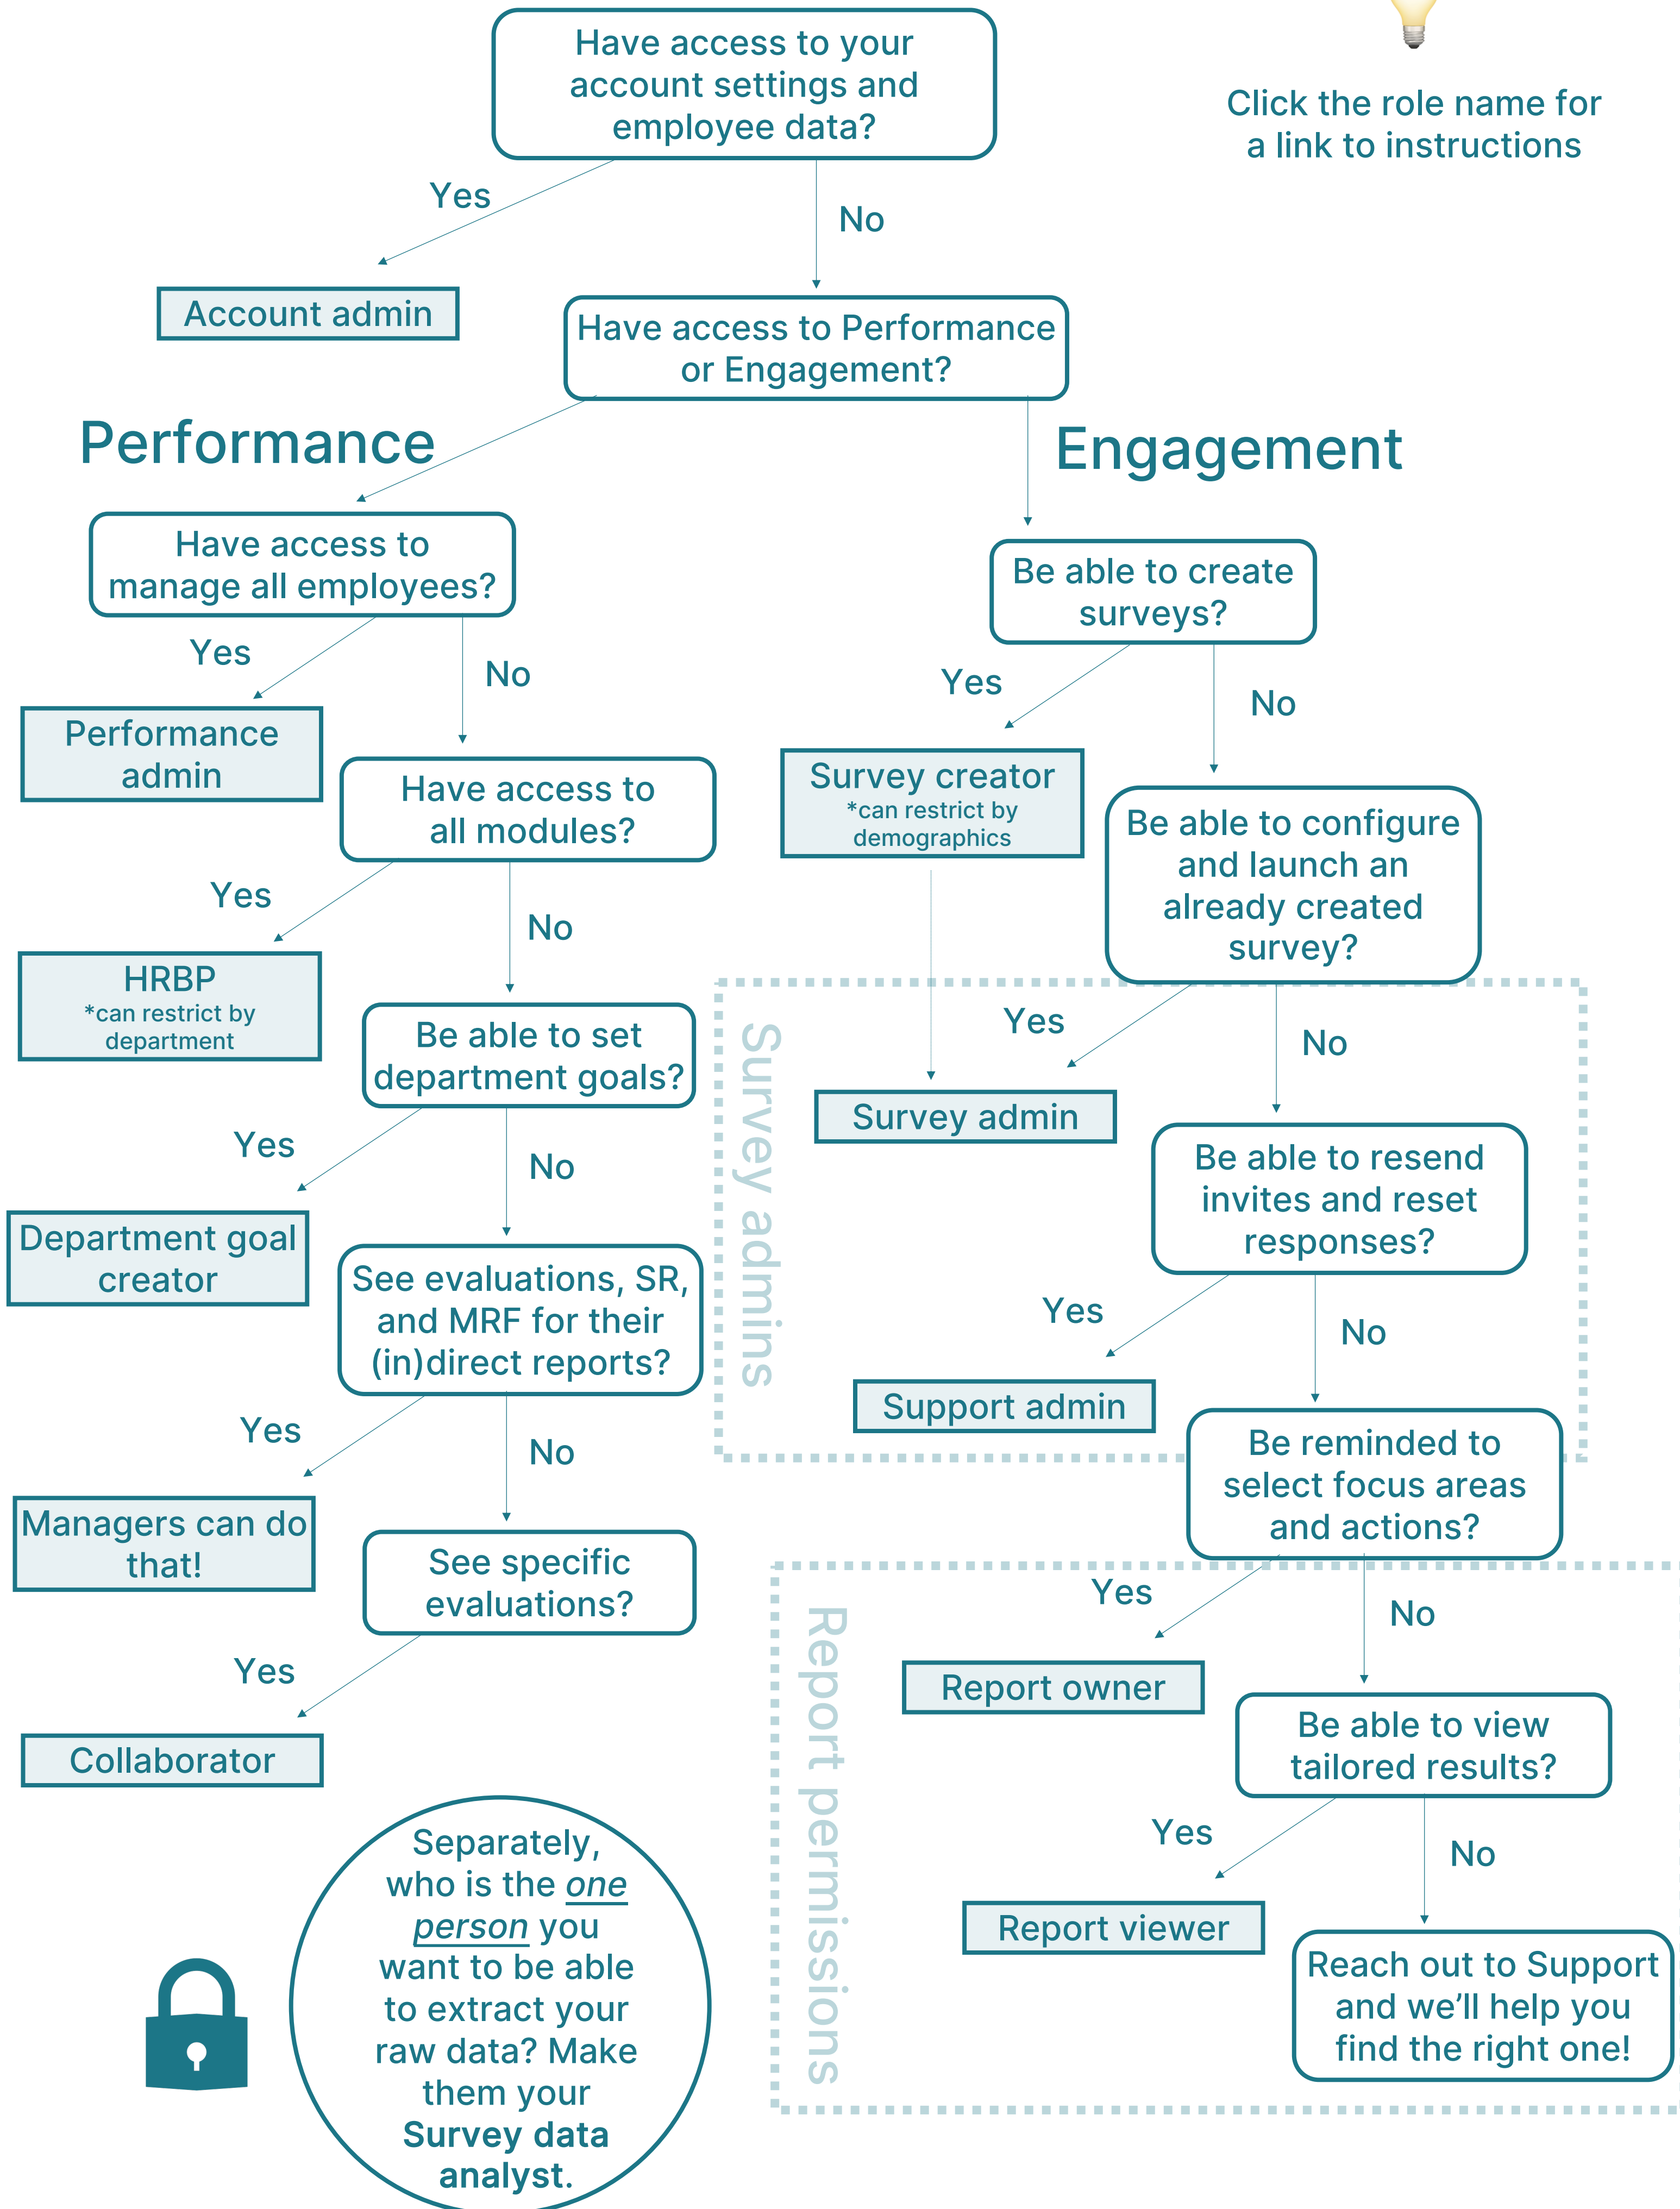 Have access to your
account settings and
employee data?
Click the role name for
a link to instructions
Yes
No
Account admin
Have access to Performance
or Engagement?
Performance
Engagement
Have access to
manage all employees?
Yes
No
Performance
admin
Have access to
all modules?
Yes
No
HRBP
*can restrict by
department
Be able to set
department goals?
Yes
No
Department goal
creator
See evaluations, SR,
and MRF for their
(in)direct reports?
Yes
No
Managers can do
that!
See specific
evaluations?
Yes
Collaborator
Be able to create
surveys?
Yes
No
Survey creator
*can restrict by
demographics
Be able to configure
and launch an
already created
survey?
Survey admins
Yes
No
Survey admin
Be able to resend
invites and reset
responses?
Yes
No
Support admin
Be reminded to
select focus areas
and actions?
Report permissions
Yes
No
Report owner
Be able to view
tailored results?
Yes
No
Report viewer
Reach out to Support
and we’ll help you
find the right one!
Separately,
who is the one
person you
want to be able
to extract your
raw data? Make
them your
Survey data
analyst.